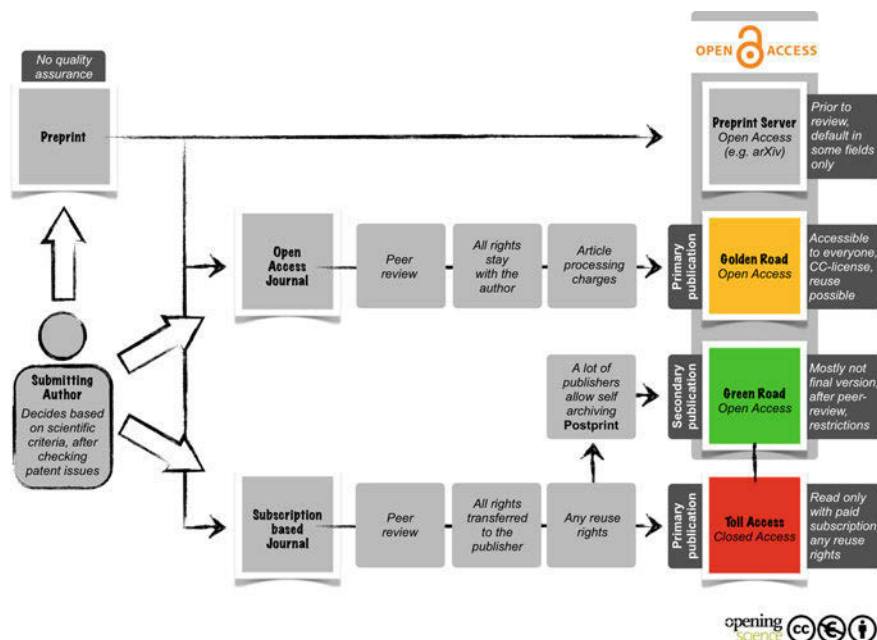 OPEN ACCESS
No quality
assurance
Preprint
Preprint Server
Open Access
(e.g. arXiv)
Prior to
review,
default in
some fields
only
Open
Access
Journal
Peer
review
All rights
stay with
the author
Article
processing
charges
Primary
publication
Golden Road
Open Access
Accessible
to everyone,
CC-license,
reuse
possible
Submitting
Author
Decides based
on scientific
criteria, after
checking
patent issues
A lot of
publishers
allow self
archiving
Postprint
Secondary
publication
Green Road
Open Access
Mostly not
final version,
after peer-
review,
restrictions
Subscription
based
Journal
Peer
review
All rights
transferred
to the
publisher
Any reuse
rights
Primary
publication
Toll Access
Closed Access
Read only
with paid
subscription
any reuse
rights
opening
science
cc